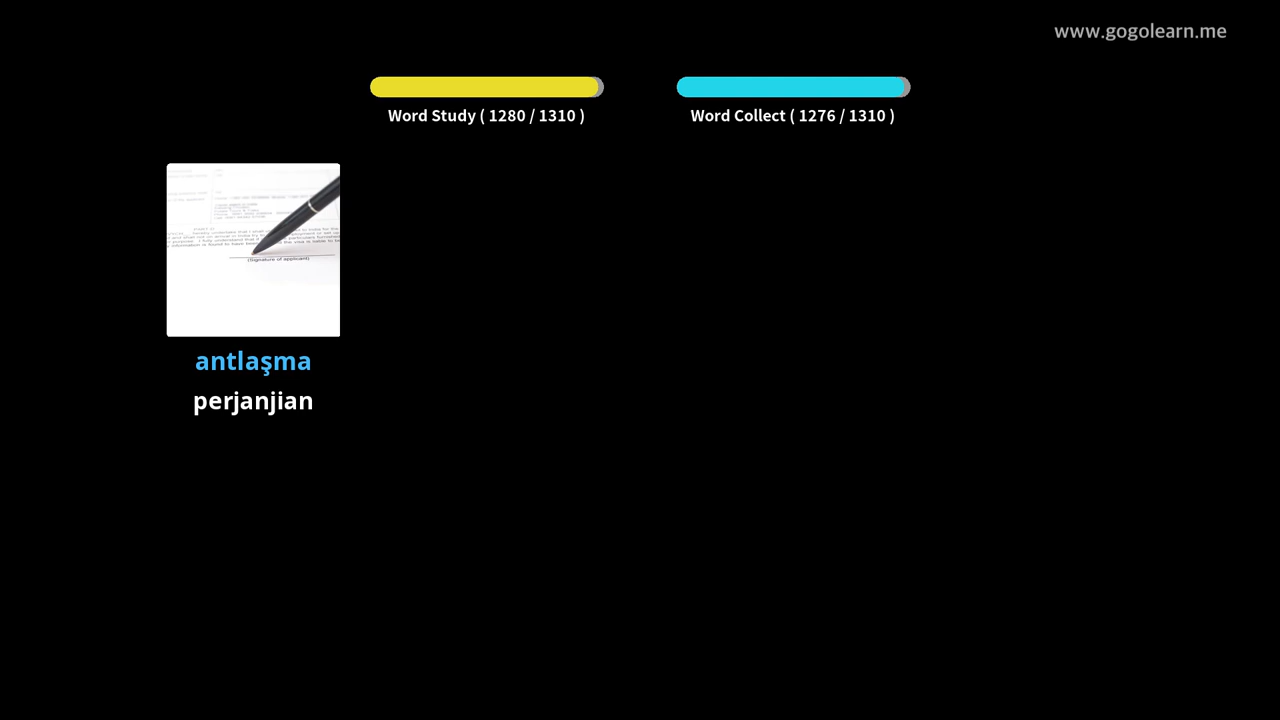 www.gogolearn.me
Word Study ( 1280 / 1310 )
Word Collect ( 1276 / 1310 )
(Signature of applicant)
antlaşma
perjanjian